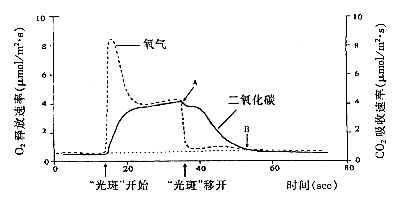 O₂释放速率(μmol/m²·s)
10
8
6
4
2
0
氧气
A
二氧化碳
B
10
8
6
4
2
0
CO₂吸收速率(μmol/m²·s)
0 20 40 60 80
“光斑”开始 “光斑”移开 时间(sec)